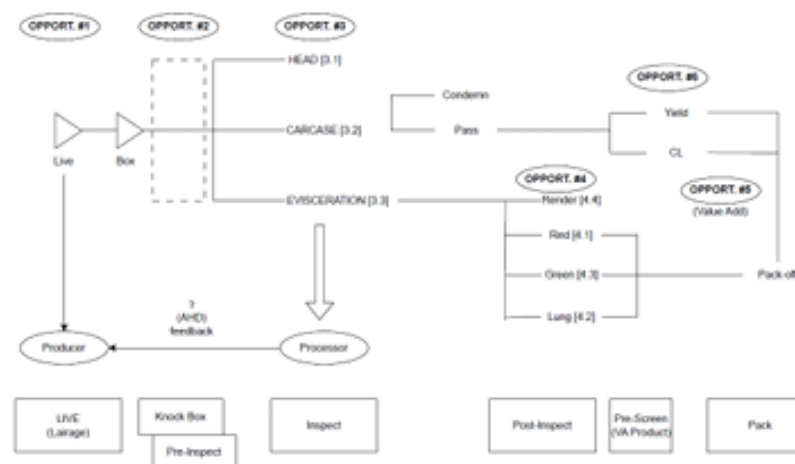 OPPORT. #1
OPPORT. #2
OPPORT. #3
HEAD [3.1]
OPPORT. #6
Condemn
Yield
CARCASE [3.2]
Pass
Live
Box
CL
OPPORT. #4
OPPORT. #5
(Value Add)
EVISCERATION [3.3]
Render [4.4]
Red [4.1]
Green [4.3]
Pack-off
Lung [4.2]
?
(AHD)
feedback
Producer
Processor
LIVE
(Lairage)
Knock Box
Pre-Inspect
Inspect
Post-Inspect
Pre-Screen
(VA Product)
Pack